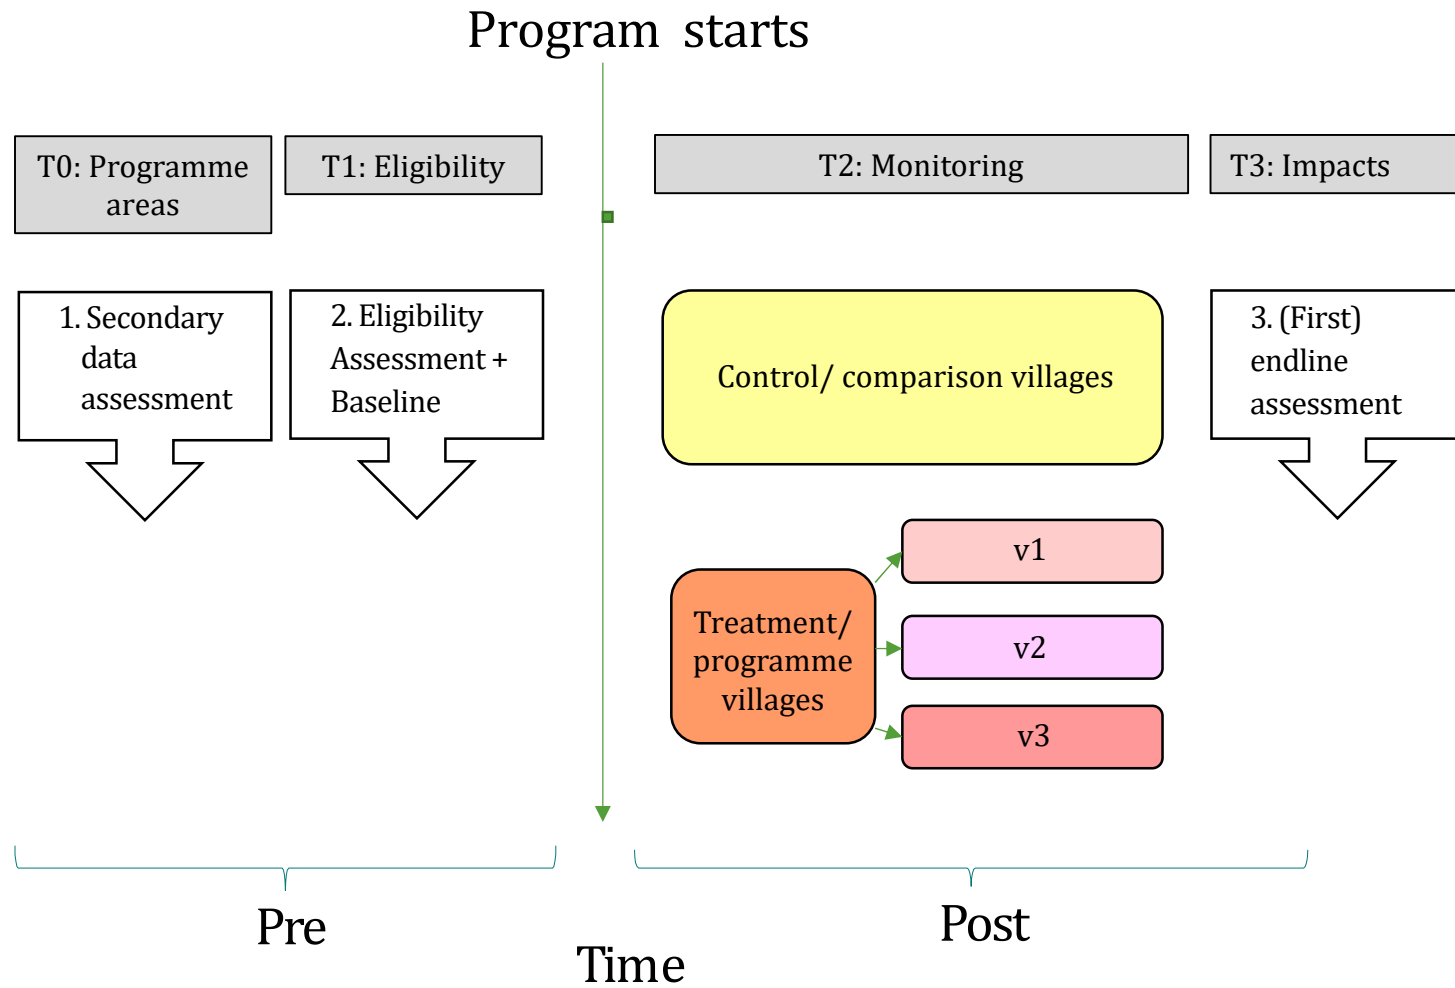 Program starts
T0: Programme
areas
T1: Eligibility
T2: Monitoring
T3: Impacts
1. Secondary
data
assessment
2. Eligibility
Assessment +
Baseline
Control/ comparison villages
3. (First)
endline
assessment
Treatment/
programme
villages
v1
v2
v3
Pre
Post
Time